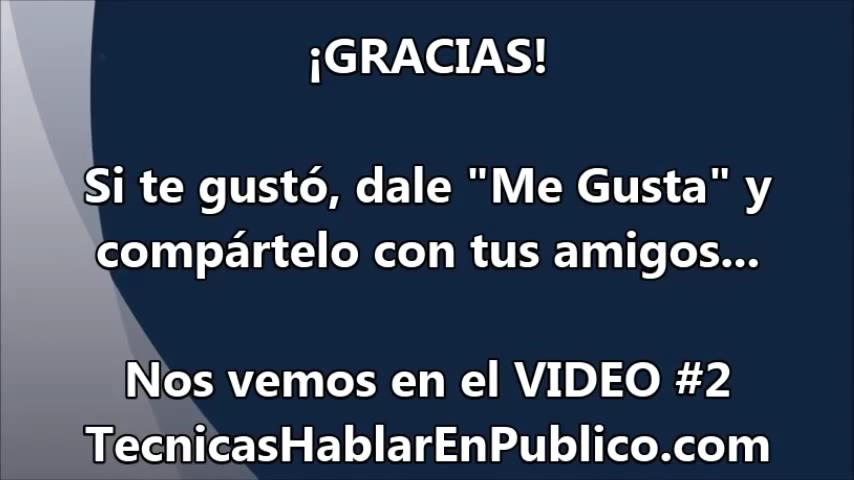 ¡GRACIAS!
Si te gustó, dale "Me Gusta" y
compártelo con tus amigos...
Nos vemos en el VIDEO #2
TecnicasHablarEnPublico.com